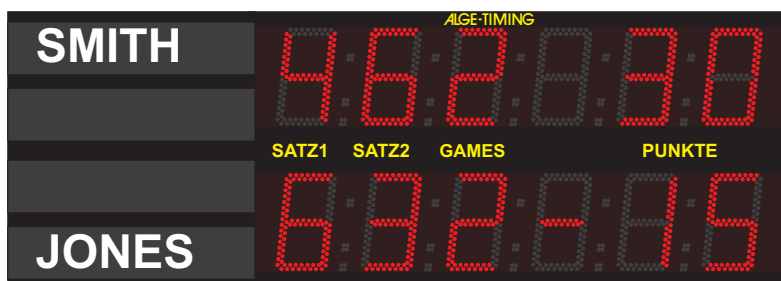 ALGE-TIMING
SMITH 4 6 2 3 0
SATZ1 SATZ2 GAMES PUNKTE
JONES 6 3 2 - 1 5